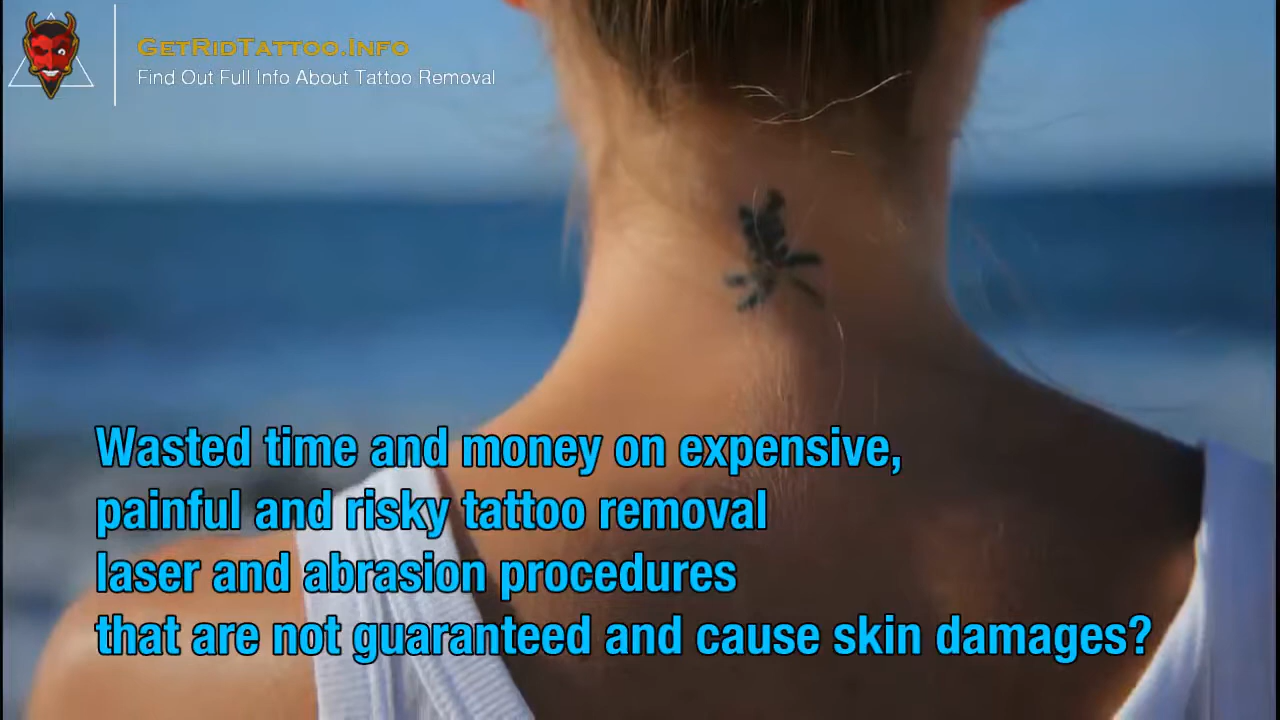 GetRidTattoo.Info
Find Out Full Info About Tattoo Removal
Wasted time and money on expensive,
painful and risky tattoo removal
laser and abrasion procedures
that are not guaranteed and cause skin damages?